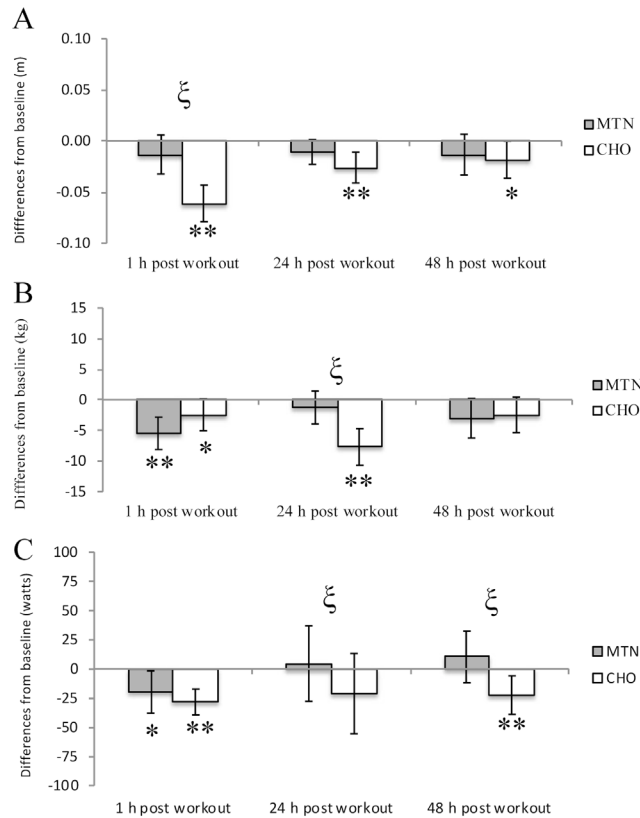 A
Diffferences from baseline (m)
0.10
0.05
0.00
-0.05
-0.10
ξ
**
**
*
MTN
CHO
1 h post workout
24 h post workout
48 h post workout
B
Diffferences from baseline (kg)
15
10
5
0
-5
-10
-15
ξ
**
*
**
MTN
CHO
1 h post workout
24 h post workout
48 h post workout
C
Differences from baseline (watts)
100
75
50
25
0
-25
-50
-75
-100
ξ
ξ
*
**
**
MTN
CHO
1 h post workout
24 h post workout
48 h post workout